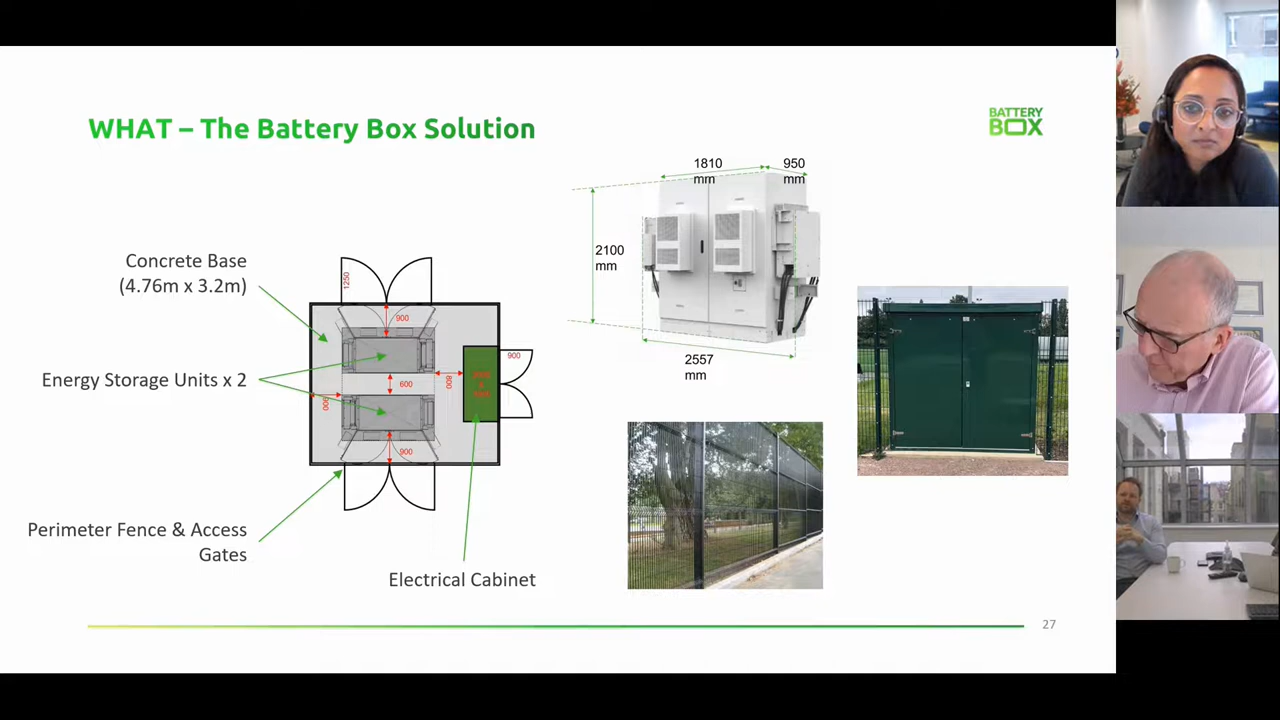 WHAT – The Battery Box Solution
BATTERY
BOX
1810
mm
950
mm
2100
mm
2557
mm
Concrete Base
(4.76m x 3.2m)
Energy Storage Units x 2
Perimeter Fence & Access
Gates
Electrical Cabinet
1250
900
900
600
900
27